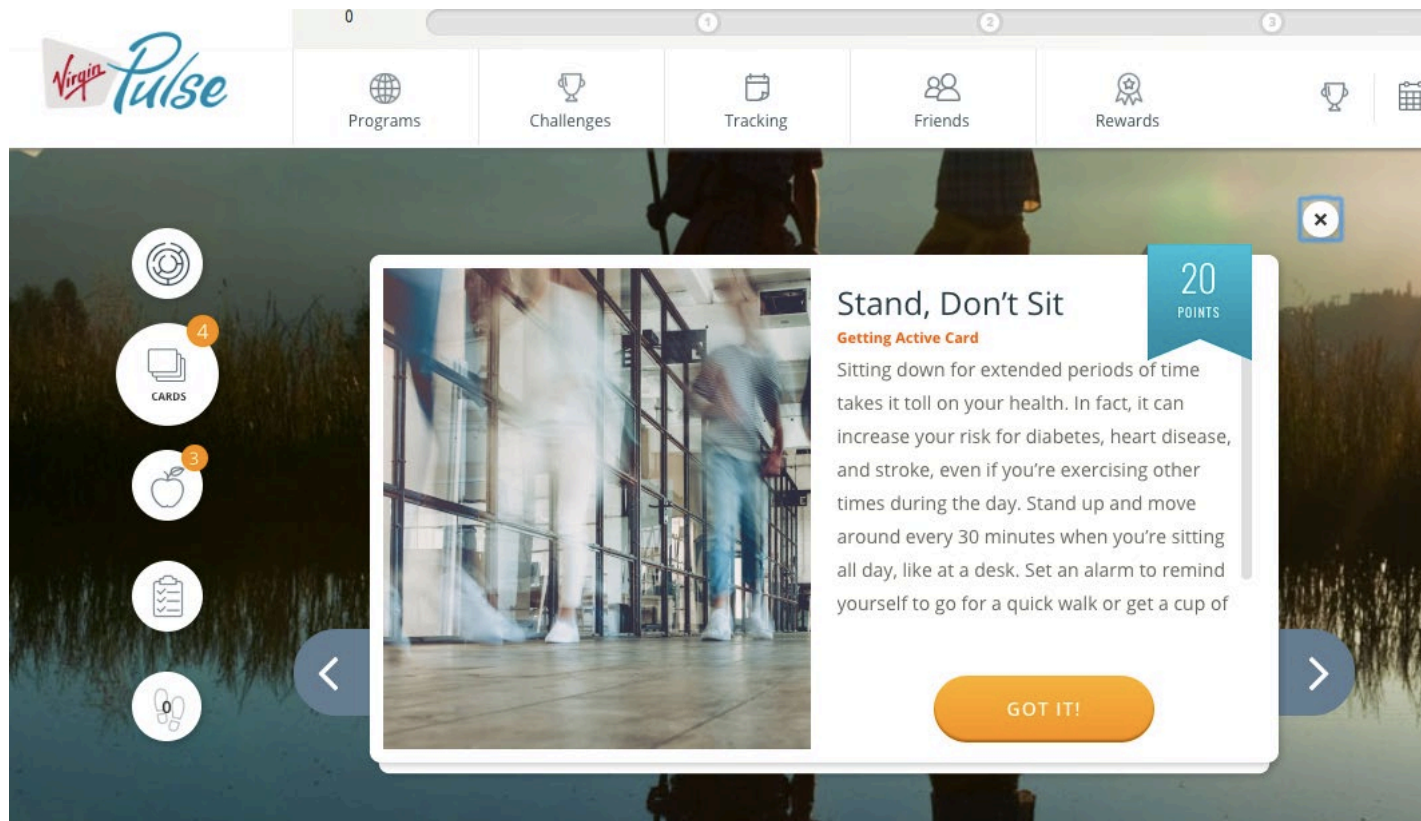 0
1
2
3
Virgin Pulse
Programs
Challenges
Tracking
Friends
Rewards
4
CARDS
3
0
20
POINTS
Stand, Don’t Sit
Getting Active Card
Sitting down for extended periods of time
takes it toll on your health. In fact, it can
increase your risk for diabetes, heart disease,
and stroke, even if you’re exercising other
times during the day. Stand up and move
around every 30 minutes when you’re sitting
all day, like at a desk. Set an alarm to remind
yourself to go for a quick walk or get a cup of
GOT IT!